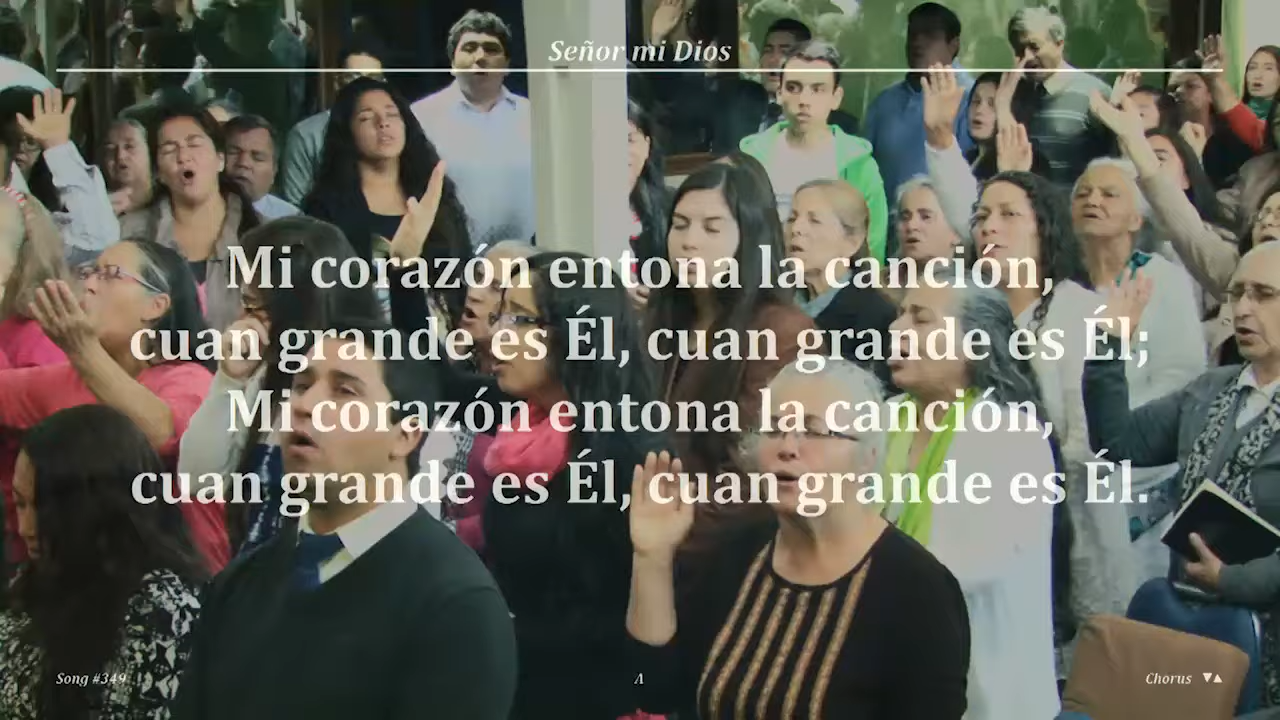 Señor mi Dios
Mi corazón entona la canción,
cuan grande es Él, cuan grande es Él;
Mi corazón entona la canción,
cuan grande es Él, cuan grande es Él.
Song #349
Λ
Chorus ▼▲